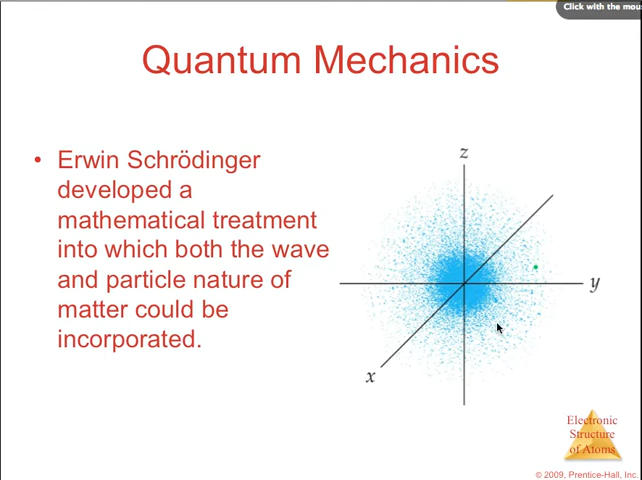 Click with the mou
Quantum Mechanics
• Erwin Schrödinger
developed a
mathematical treatment
into which both the wave
and particle nature of
matter could be
incorporated.
z
y
x
Electronic
Structure
of Atoms
© 2009, Prentice-Hall, Inc.